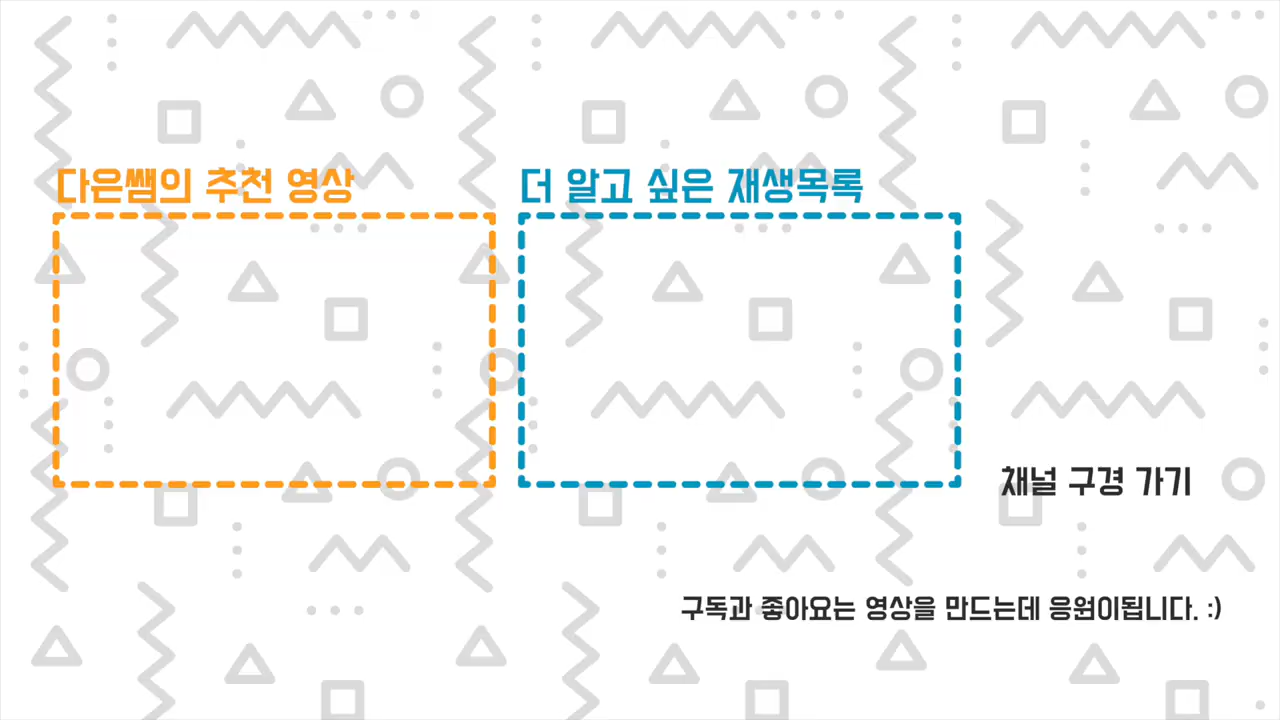 다은쌤의 추천 영상
더 알고 싶은 재생목록
채널 구경 가기
구독과 좋아요는 영상을 만드는데 응원이됩니다. :)